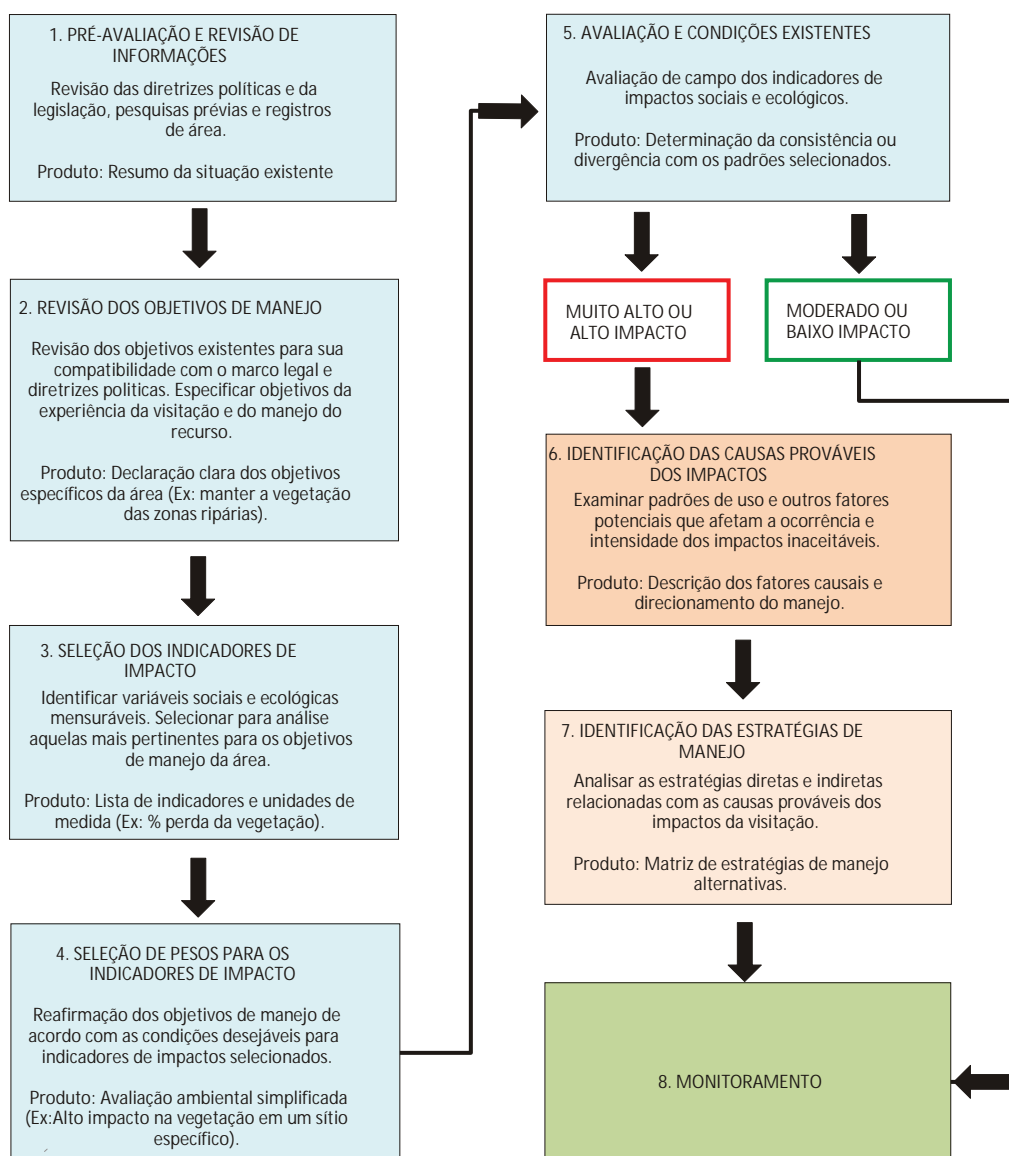 1. PRÉ-AVALIAÇÃO E REVISÃO DE
INFORMAÇÕES
Revisão das diretrizes políticas e da
legislação, pesquisas prévias e registros
de área.
Produto: Resumo da situação existente
2. REVISÃO DOS OBJETIVOS DE MANEJO
Revisão dos objetivos existentes para sua
compatibilidade com o marco legal e
diretrizes politicas. Especificar objetivos da
experiência da visitação e do manejo do
recurso.
Produto: Declaração clara dos objetivos
específicos da área (Ex: manter a vegetação
das zonas ripárias).
3. SELEÇÃO DOS INDICADORES DE
IMPACTO
Identificar variáveis sociais e ecológicas
mensuráveis. Selecionar para análise
aquelas mais pertinentes para os objetivos
de manejo da área.
Produto: Lista de indicadores e unidades de
medida (Ex: % perda da vegetação).
4. SELEÇÃO DE PESOS PARA OS
INDICADORES DE IMPACTO
Reafirmação dos objetivos de manejo de
acordo com as condições desejáveis para
indicadores de impactos selecionados.
Produto: Avaliação ambiental simplificada
(Ex:Alto impacto na vegetação em um sítio
específico).
5. AVALIAÇÃO E CONDIÇÕES EXISTENTES
Avaliação de campo dos indicadores de
impactos sociais e ecológicos.
Produto: Determinação da consistência ou
divergência com os padrões selecionados.
MUITO ALTO OU
ALTO IMPACTO
MODERADO OU
BAIXO IMPACTO
6. IDENTIFICAÇÃO DAS CAUSAS PROVÁVEIS
DOS IMPACTOS
Examinar padrões de uso e outros fatores
potenciais que afetam a ocorrência e
intensidade dos impactos inaceitáveis.
Produto: Descrição dos fatores causais e
direcionamento do manejo.
7. IDENTIFICAÇÃO DAS ESTRATÉGIAS DE
MANEJO
Analisar as estratégias diretas e indiretas
relacionadas com as causas prováveis dos
impactos da visitação.
Produto: Matriz de estratégias de manejo
alternativas.
8. MONITORAMENTO